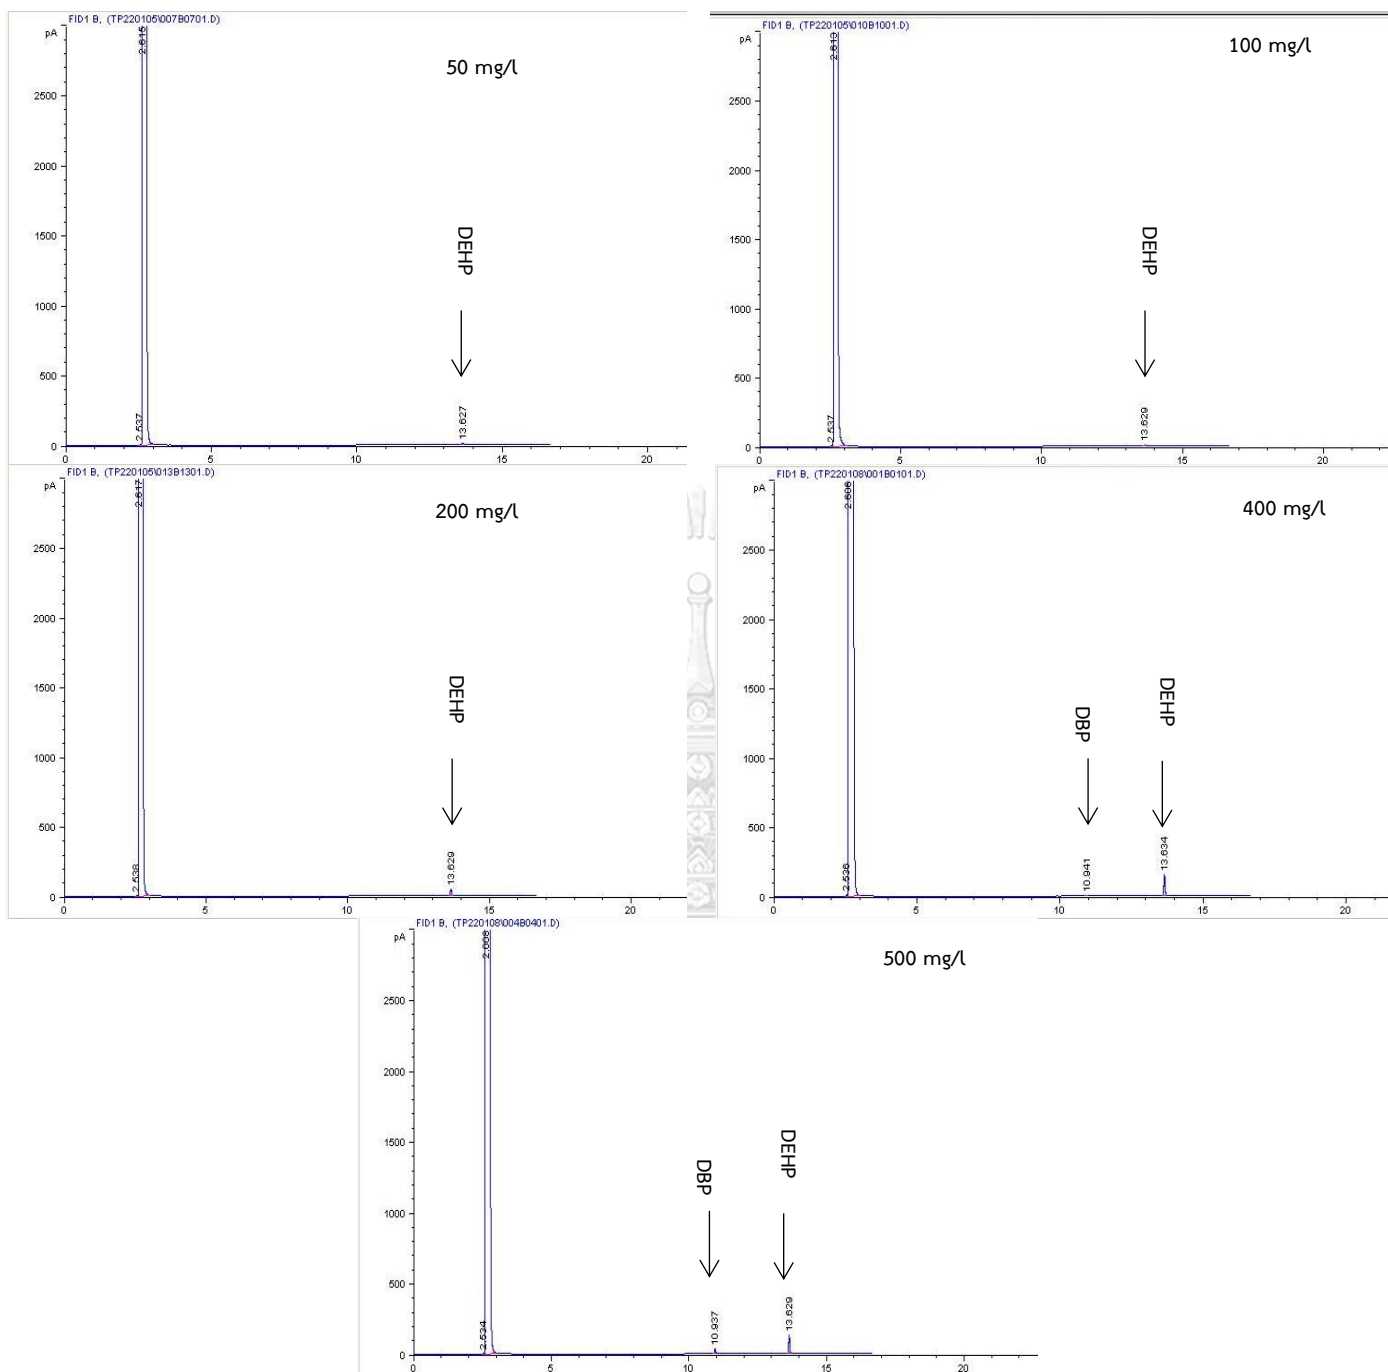 FID1 B, (TP220105\007B0701.D)
pA
50 mg/l
2.615
2500
2000
1500
DEHP
1000
500
2.537
13.627
0
0 5 10 15 20
FID1 B, (TP220105\010B1001.D)
pA
100 mg/l
2.613
2500
2000
1500
DEHP
1000
500
2.537
13.629
0
0 5 10 15 20
FID1 B, (TP220105\013B1301.D)
pA
200 mg/l
2.617
2500
2000
1500
DEHP
1000
500
2.538
13.629
0
0 5 10 15 20
FID1 B, (TP220108\001B0101.D)
pA
400 mg/l
2.606
2500
2000
1500
DBP
DEHP
1000
500
2.536
10.941
13.634
0
0 5 10 15 20
FID1 B, (TP220108\004B0401.D)
pA
500 mg/l
2.608
2500
2000
1500
DBP
DEHP
1000
500
2.534
10.937
13.629
0
0 5 10 15 20